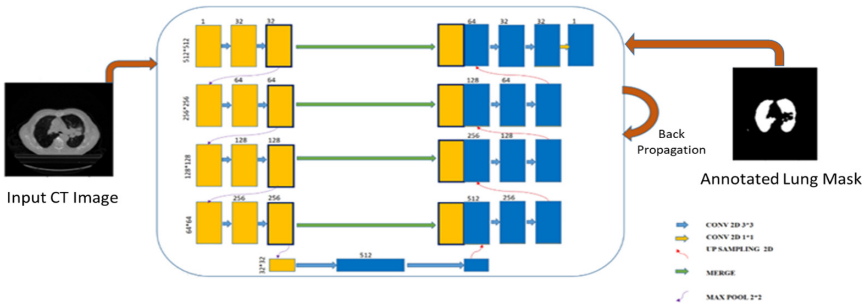 1 32 32 64 32 32 1
512*512
64 64 128 64
256*256
128 128 256 128
128*128
256 256 512 256
64*64
512
32*32
Input CT Image
Back
Propagation
Annotated Lung Mask
CONV 2D 3*3
CONV 2D 1*1
UP SAMPLING 2D
MERGE
MAX POOL 2*2